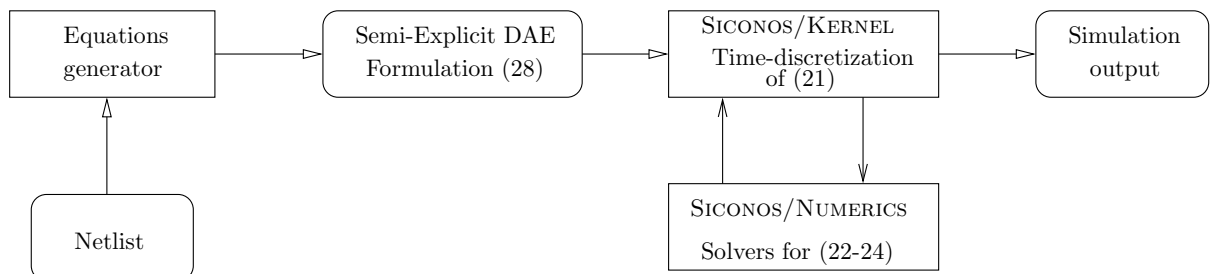 Equations
generator
Semi-Explicit DAE
Formulation (28)
SICONOS/KERNEL
Time-discretization
of (21)
Simulation
output
Netlist
SICONOS/NUMERICS
Solvers for (22-24)